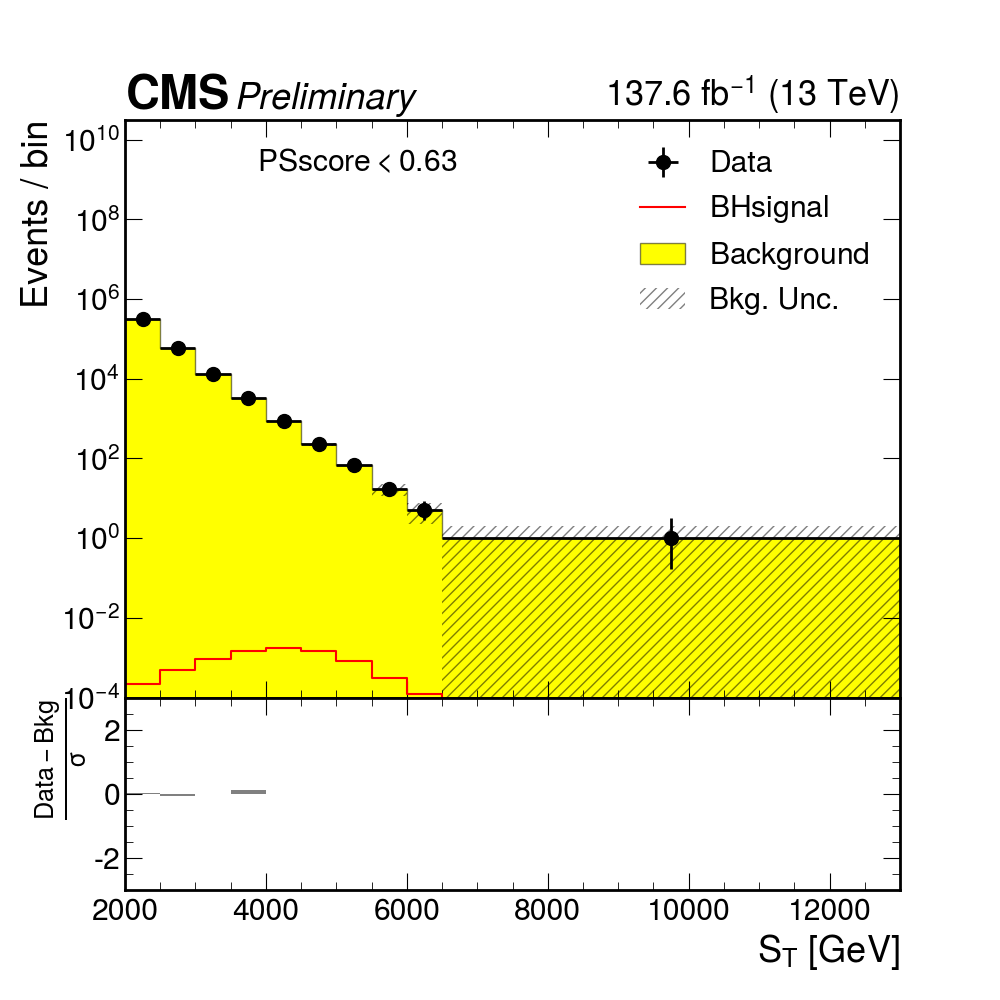 CMS Preliminary 137.6 fb⁻¹ (13 TeV)
Events / bin
10¹⁰
10⁸
10⁶
10⁴
10²
10⁰
10⁻²
10⁻⁴
PSscore < 0.63
Data
BHsignal
Background
Bkg. Unc.
Data − Bkg
σ
2
0
-2
2000 4000 6000 8000 10000 12000
S_T [GeV]